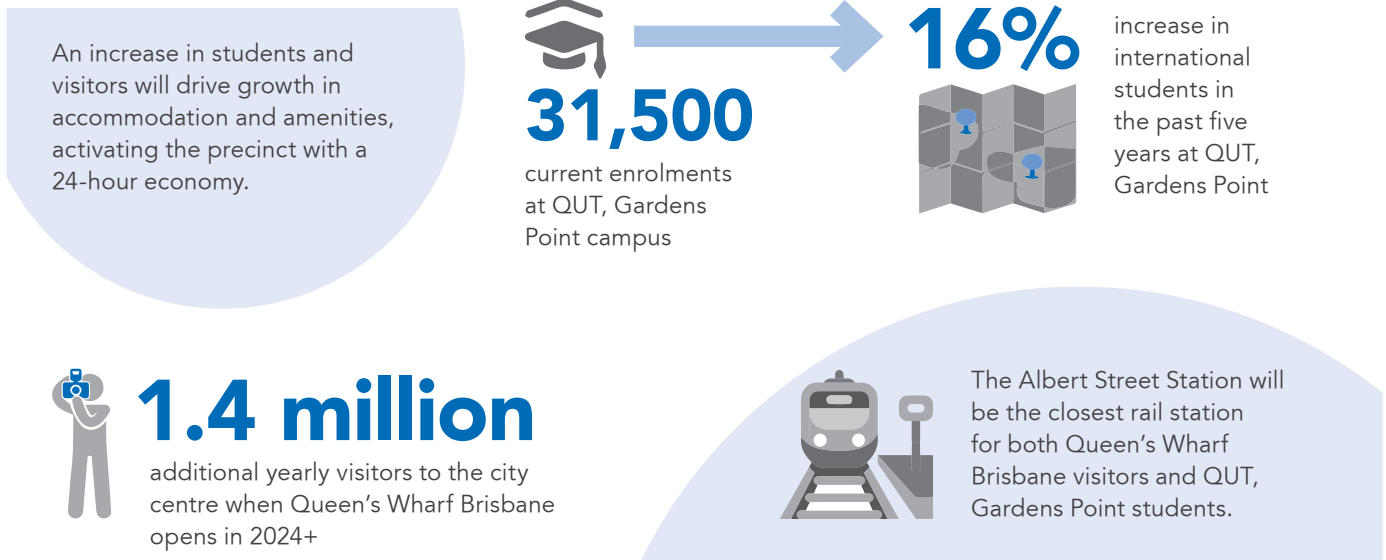 An increase in students and
visitors will drive growth in
accommodation and amenities,
activating the precinct with a
24-hour economy.
31,500
current enrolments
at QUT, Gardens
Point campus
16%
increase in
international
students in
the past five
years at QUT,
Gardens Point
1.4 million
additional yearly visitors to the city
centre when Queen’s Wharf Brisbane
opens in 2024+
The Albert Street Station will
be the closest rail station
for both Queen’s Wharf
Brisbane visitors and QUT,
Gardens Point students.